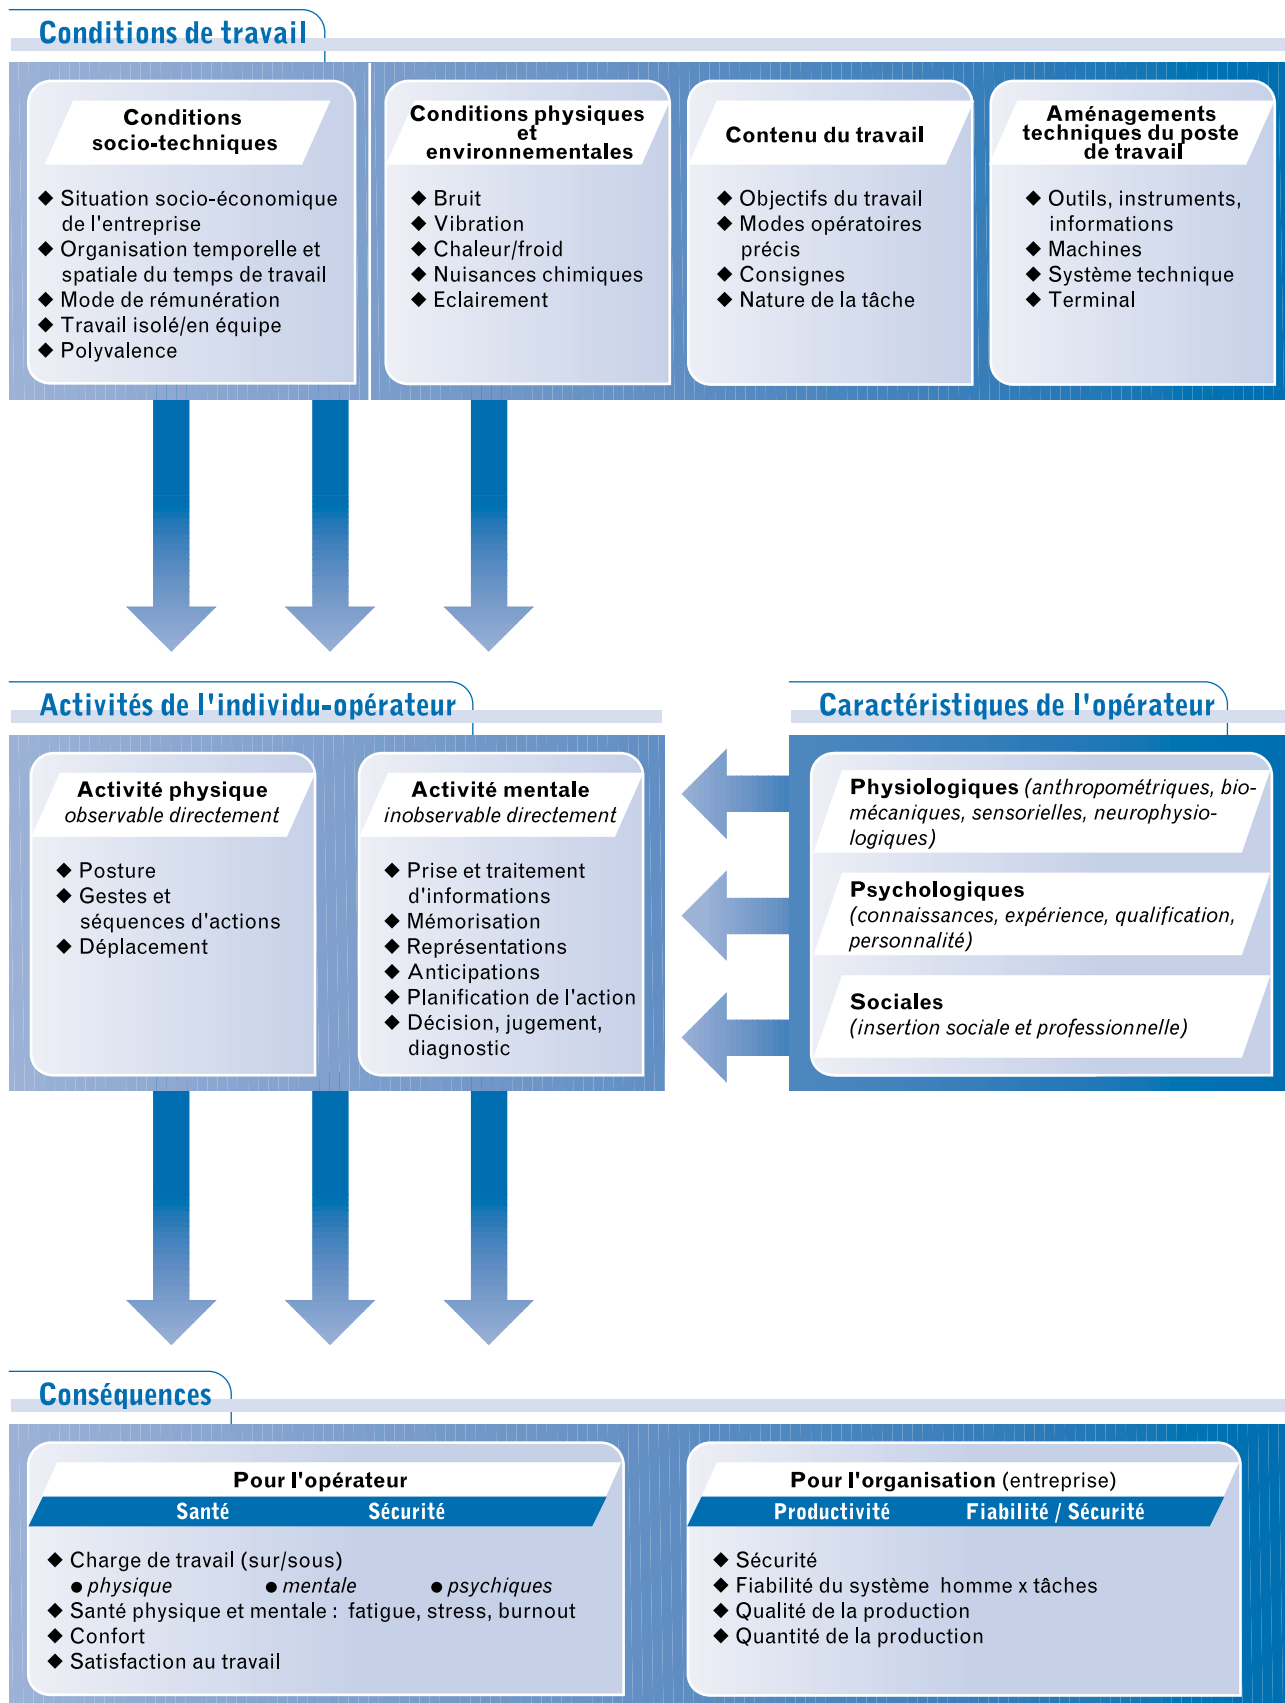 Conditions de travail
Conditions
socio-techniques
◆ Situation socio-économique
de l'entreprise
◆ Organisation temporelle et
spatiale du temps de travail
◆ Mode de rémunération
◆ Travail isolé/en équipe
◆ Polyvalence
Conditions physiques
et
environnementales
◆ Bruit
◆ Vibration
◆ Chaleur/froid
◆ Nuisances chimiques
◆ Eclairement
Contenu du travail
◆ Objectifs du travail
◆ Modes opératoires
précis
◆ Consignes
◆ Nature de la tâche
Aménagements
techniques du poste
de travail
◆ Outils, instruments,
informations
◆ Machines
◆ Système technique
◆ Terminal
Activités de l'individu-opérateur
Activité physique
observable directement
◆ Posture
◆ Gestes et
séquences d'actions
◆ Déplacement
Activité mentale
inobservable directement
◆ Prise et traitement
d'informations
◆ Mémorisation
◆ Représentations
◆ Anticipations
◆ Planification de l'action
◆ Décision, jugement,
diagnostic
Caractéristiques de l'opérateur
Physiologiques (anthropométriques, bio-
mécaniques, sensorielles, neurophysio-
logiques)
Psychologiques
(connaissances, expérience, qualification,
personnalité)
Sociales
(insertion sociale et professionnelle)
Conséquences
Pour l'opérateur
Santé Sécurité
◆ Charge de travail (sur/sous)
● physique ● mentale ● psychiques
◆ Santé physique et mentale : fatigue, stress, burnout
◆ Confort
◆ Satisfaction au travail
Pour l'organisation (entreprise)
Productivité Fiabilité / Sécurité
◆ Sécurité
◆ Fiabilité du système homme x tâches
◆ Qualité de la production
◆ Quantité de la production